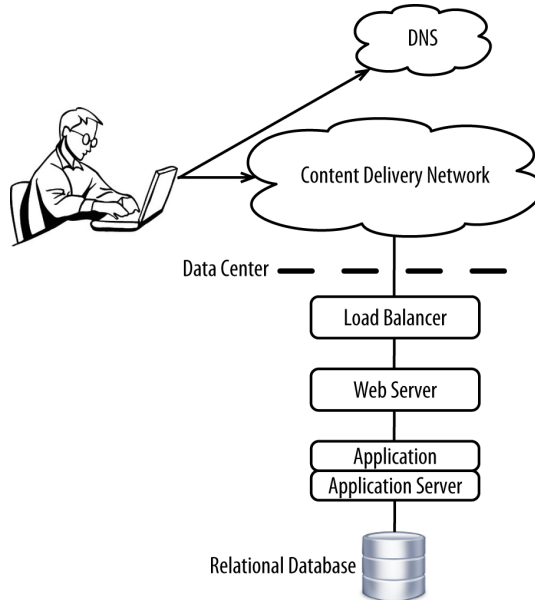 DNS
Content Delivery Network
Data Center
Load Balancer
Web Server
Application
Application Server
Relational Database